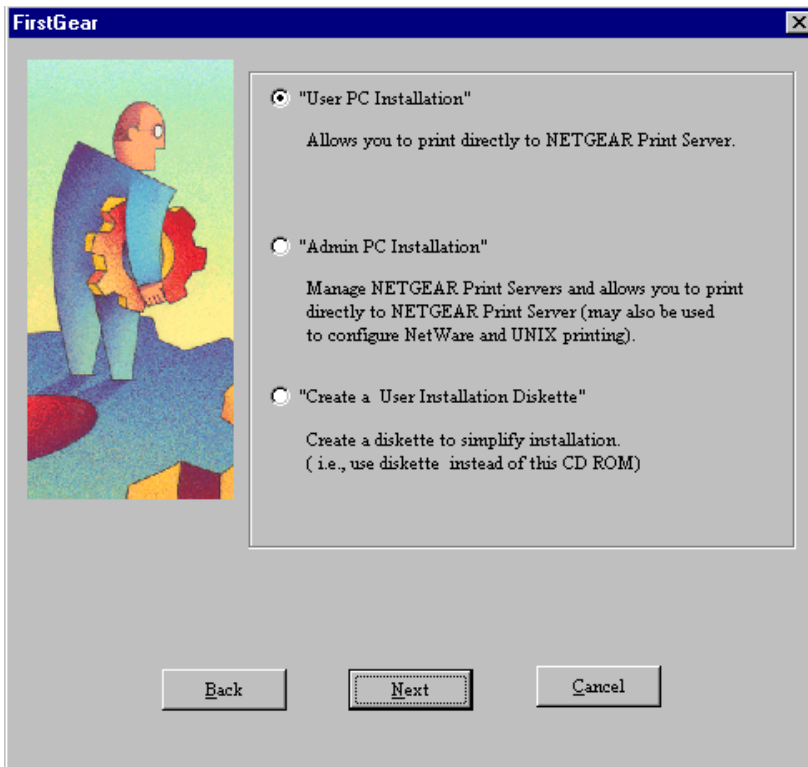 FirstGear
"User PC Installation"
Allows you to print directly to NETGEAR Print Server.
"Admin PC Installation"
Manage NETGEAR Print Servers and allows you to print
directly to NETGEAR Print Server (may also be used
to configure NetWare and UNIX printing).
"Create a  User Installation Diskette"
Create a diskette to simplify installation.
( i.e., use diskette  instead of this CD ROM)
Back
Next
Cancel